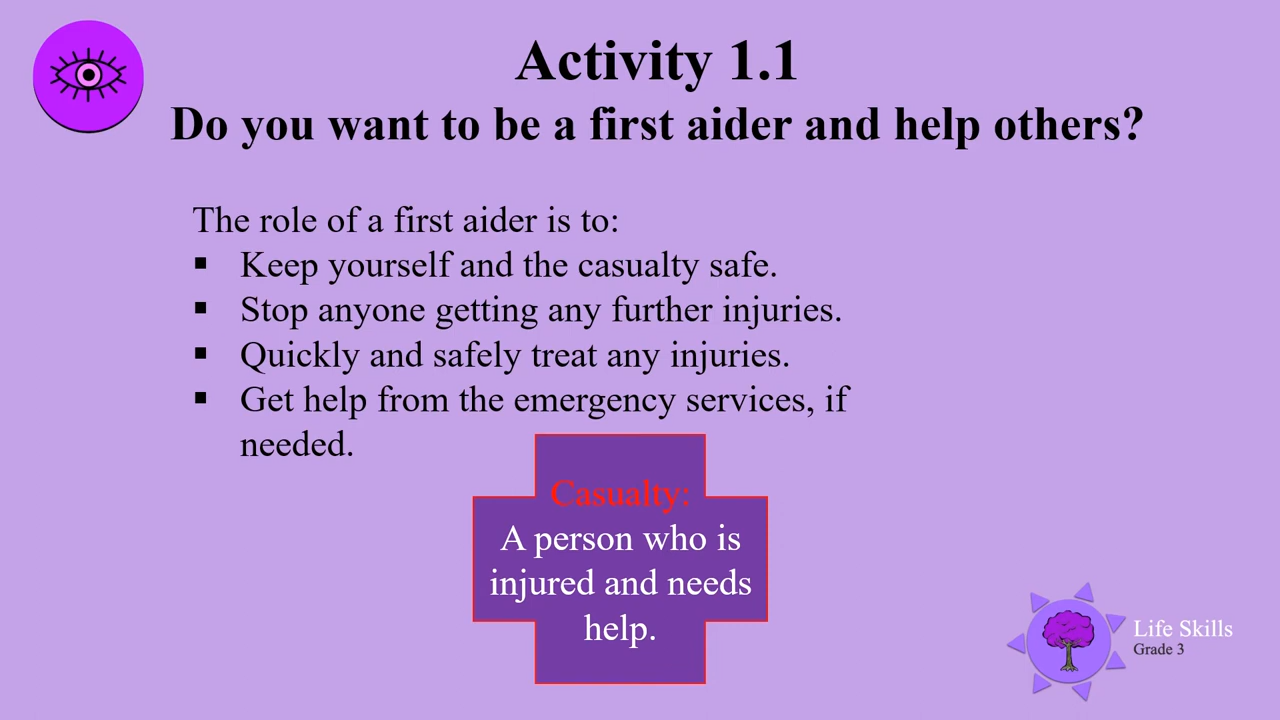 Activity 1.1
Do you want to be a first aider and help others?
The role of a first aider is to:
▪ Keep yourself and the casualty safe.
▪ Stop anyone getting any further injuries.
▪ Quickly and safely treat any injuries.
▪ Get help from the emergency services, if
needed.
Casualty:
A person who is
injured and needs
help.
Life Skills
Grade 3